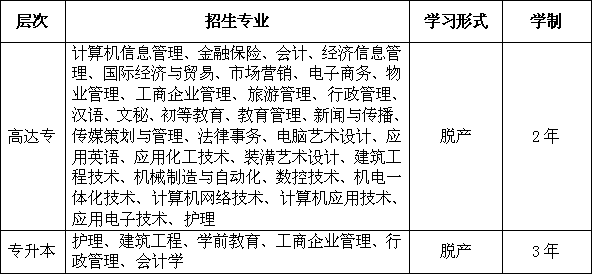 层次 招生专业 学习形式 学制
计算机信息管理、金融保险、会计、经济信息管
理、国际经济与贸易、市场营销、电子商务、物
业管理、工商企业管理、旅游管理、行政管理、
汉语、文秘、初等教育、教育管理、新闻与传播、
传媒策划与管理、法律事务、电脑艺术设计、应
高达专 用英语、应用化工技术、装潢艺术设计、建筑工 脱产 2 年
程技术、机械制造与自动化、数控技术、机电一
体化技术、计算机网络技术、计算机应用技术、
应用电子技术、护理
专升本 护理、建筑工程、学前教育、工商企业管理、行 脱产 3 年
政管理、会计学